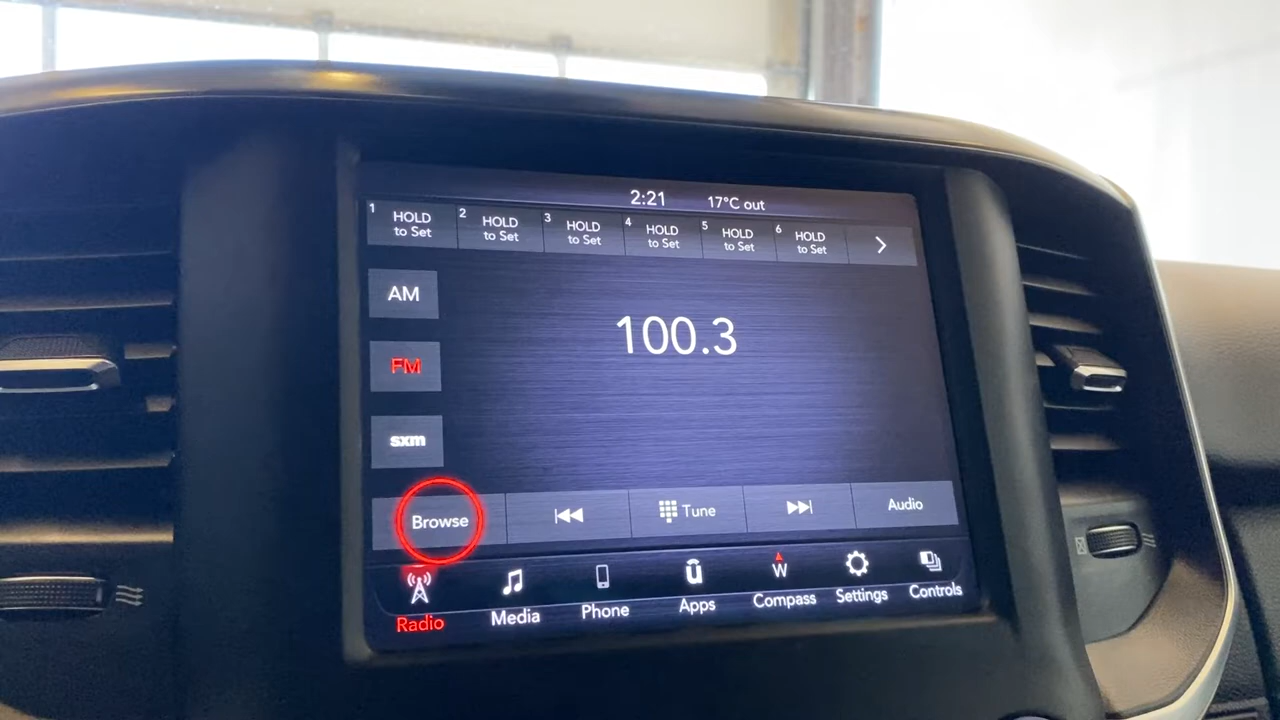 2:21 17°C out
1 HOLD to Set
2 HOLD to Set
3 HOLD to Set
4 HOLD to Set
5 HOLD to Set
6 HOLD to Set
AM
100.3
FM
sxm
Browse
Tune
Audio
Radio
Media
Phone
Apps
W
Compass
Settings
Controls